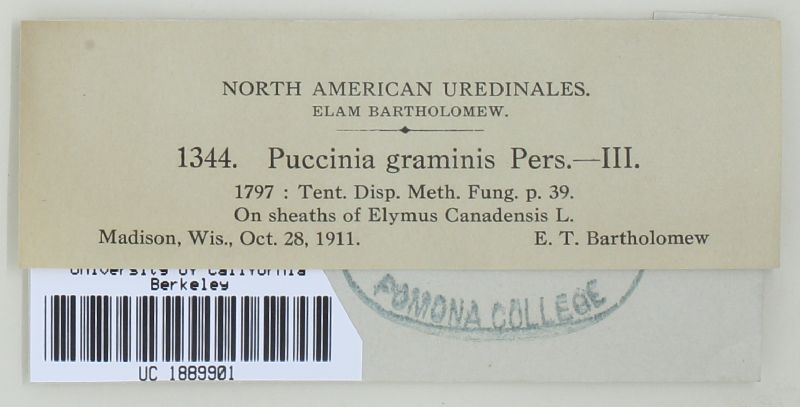 NORTH AMERICAN UREDINALES.
ELAM BARTHOLOMEW.
1344. Puccinia graminis Pers.—III.
1797 : Tent. Disp. Meth. Fung. p. 39.
On sheaths of Elymus Canadensis L.
Madison, Wis., Oct. 28, 1911. E. T. Bartholomew
University of California
Berkeley
UC 1889901
POMONA COLLEGE